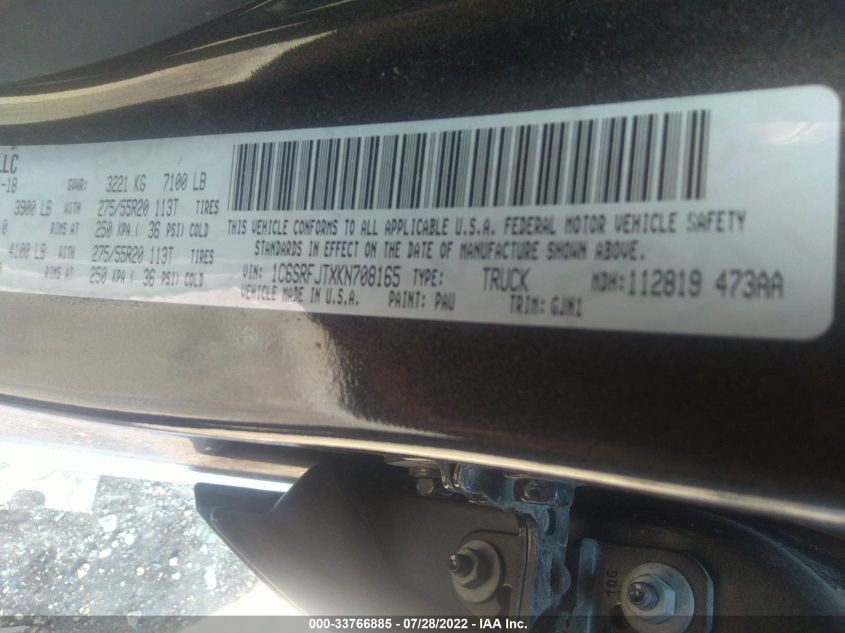 LLC
-18 GVWR: 3221 KG 7100 LB
3900 LB WITH 275/55R20 113T TIRES
0 RIMS AT 250 KPA ( 36 PSI) COLD
4100 LB WITH 275/55R20 113T TIRES
RIMS AT 250 KPA ( 36 PSI) COLD
THIS VEHICLE CONFORMS TO ALL APPLICABLE U.S.A. FEDERAL MOTOR VEHICLE SAFETY
STANDARDS IN EFFECT ON THE DATE OF MANUFACTURE SHOWN ABOVE.
VIN: 1C6SRFJTXKN708165 TYPE: TRUCK MDH:112819 473AA
VEHICLE MADE IN U.S.A. PAINT: PAU TRIM: GJM1
106
000-33766885 / 07/28/2022 - IAA Inc.